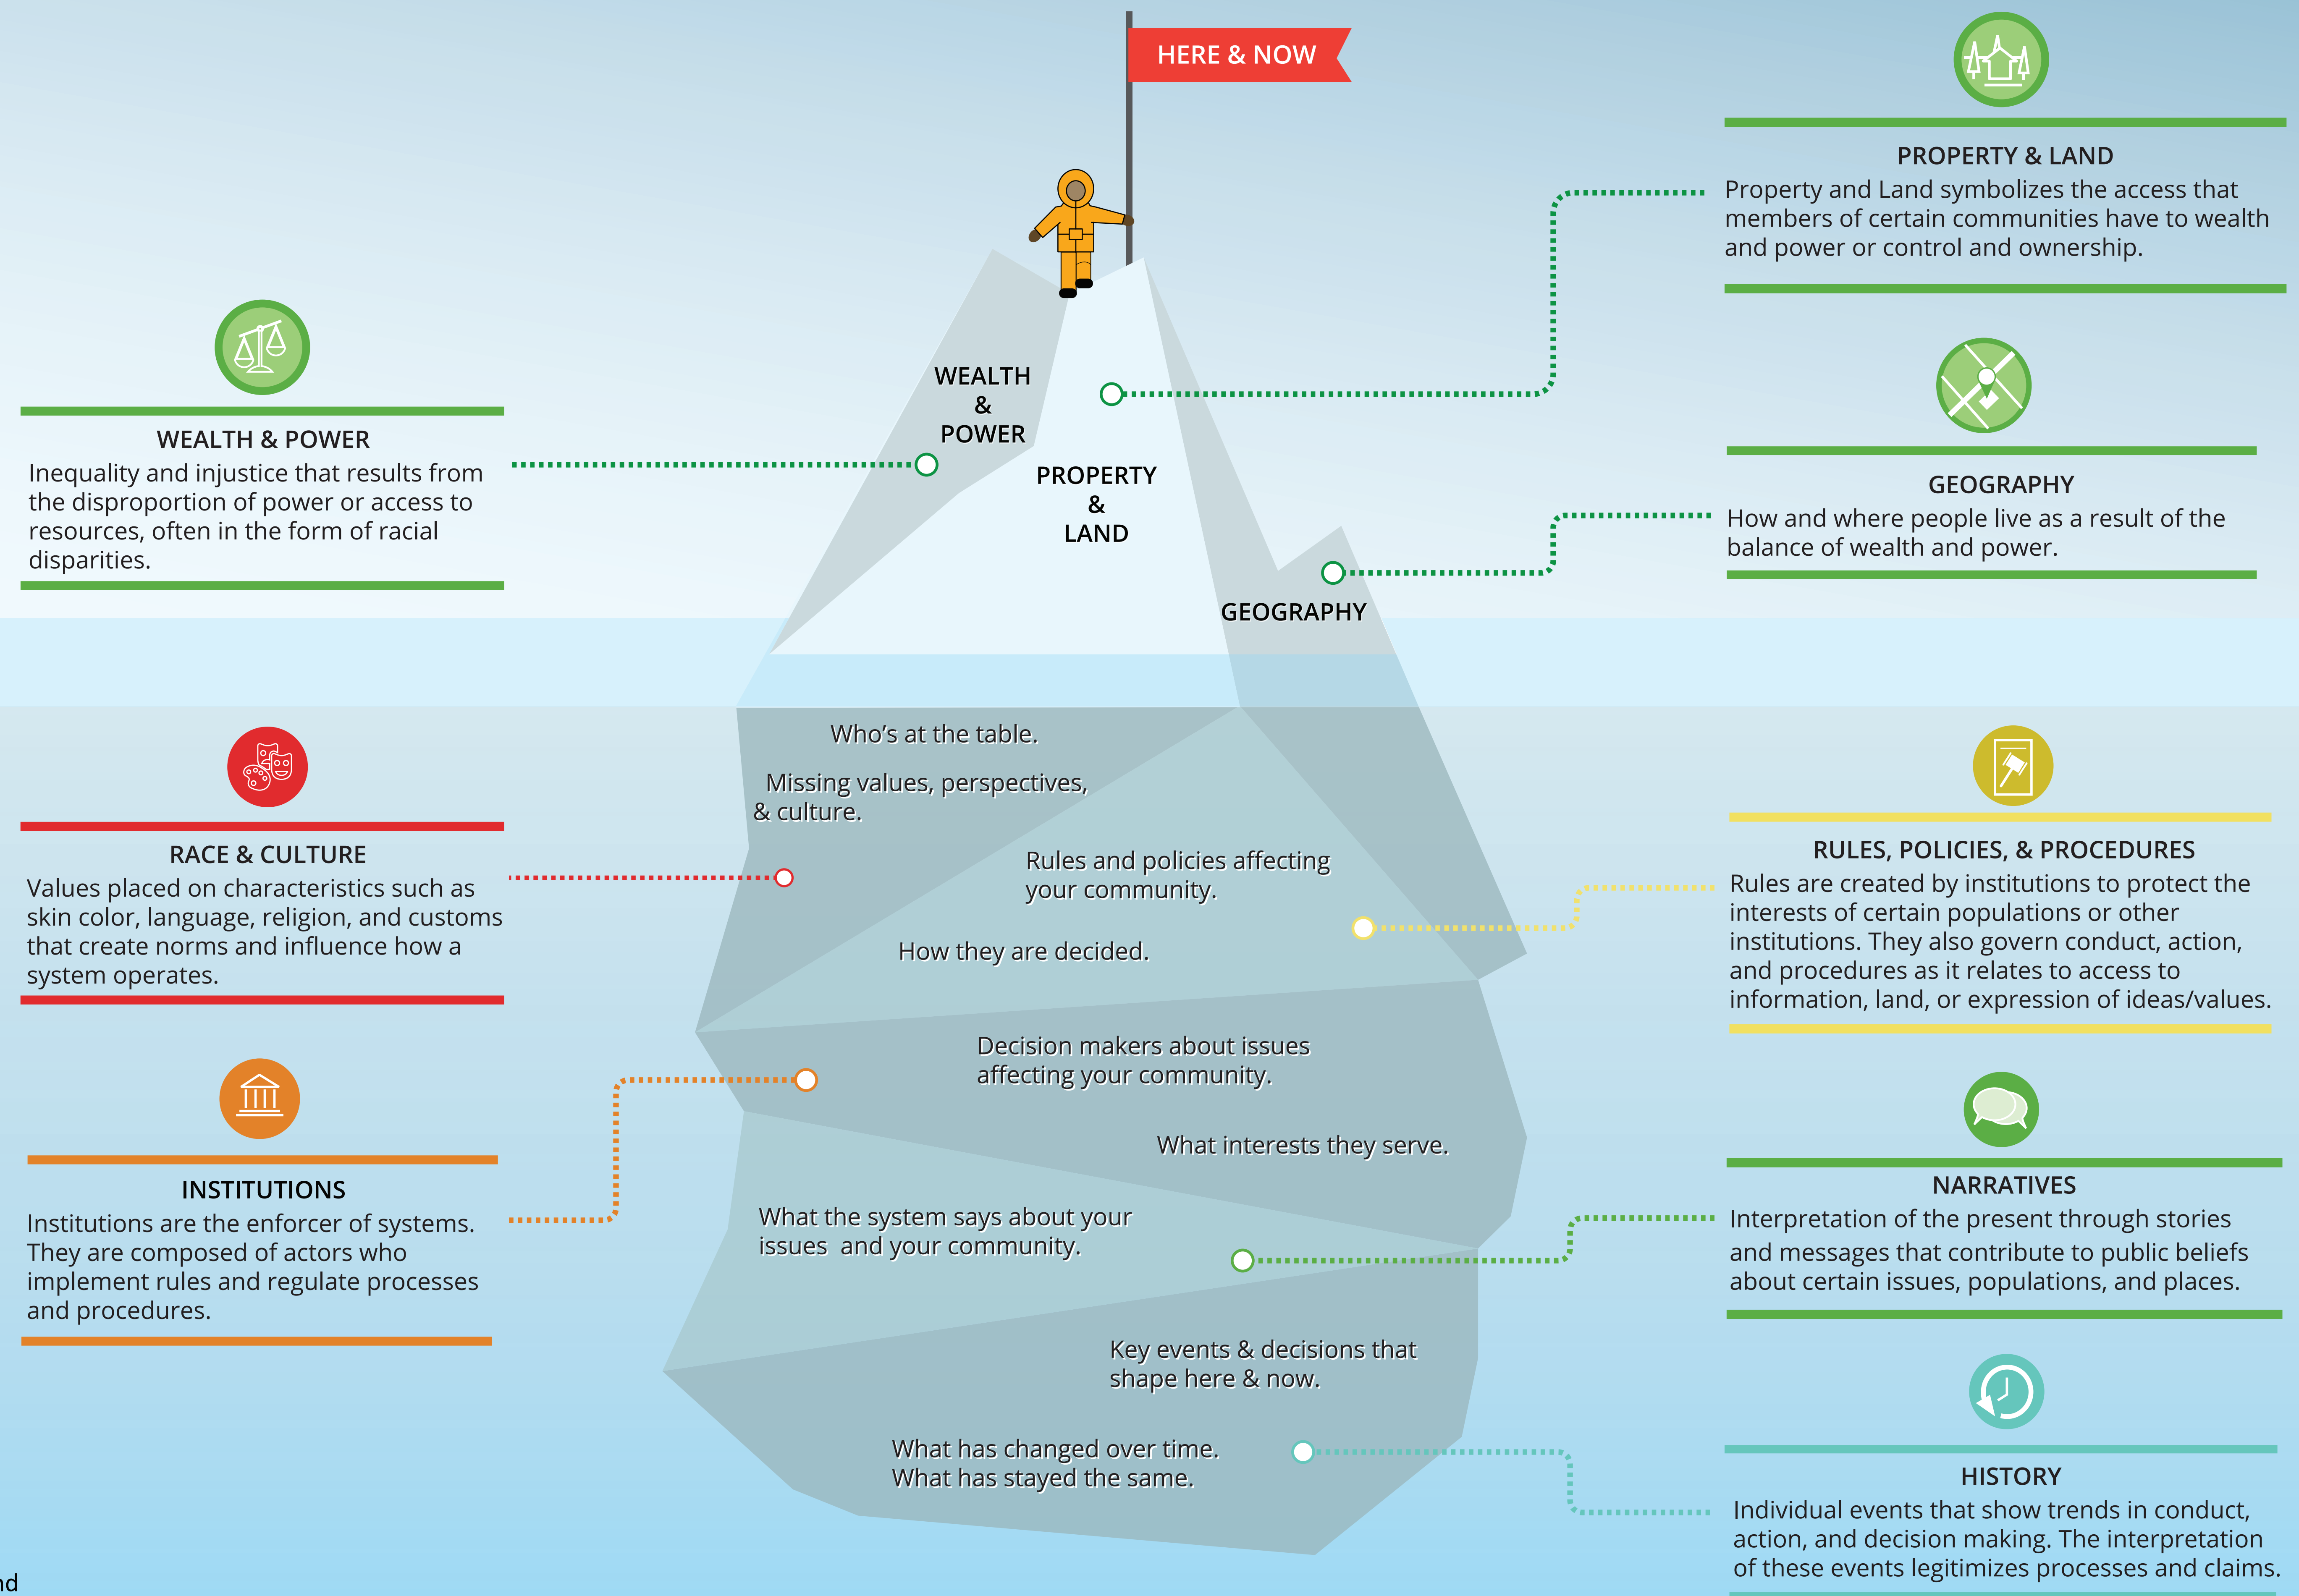 HERE & NOW
PROPERTY & LAND
Property and Land symbolizes the access that
members of certain communities have to wealth
and power or control and ownership.
WEALTH & POWER
Inequality and injustice that results from
the disproportion of power or access to
resources, often in the form of racial
disparities.
WEALTH
&
POWER
PROPERTY
&
LAND
GEOGRAPHY
GEOGRAPHY
How and where people live as a result of the
balance of wealth and power.
Who's at the table.
Missing values, perspectives,
& culture.
RACE & CULTURE
Values placed on characteristics such as
skin color, language, religion, and customs
that create norms and influence how a
system operates.
Rules and policies affecting
your community.
How they are decided.
RULES, POLICIES, & PROCEDURES
Rules are created by institutions to protect the
interests of certain populations or other
institutions. They also govern conduct, action,
and procedures as it relates to access to
information, land, or expression of ideas/values.
INSTITUTIONS
Institutions are the enforcer of systems.
They are composed of actors who
implement rules and regulate processes
and procedures.
Decision makers about issues
affecting your community.
What interests they serve.
What the system says about your
issues and your community.
NARRATIVES
Interpretation of the present through stories
and messages that contribute to public beliefs
about certain issues, populations, and places.
Key events & decisions that
shape here & now.
What has changed over time.
What has stayed the same.
HISTORY
Individual events that show trends in conduct,
action, and decision making. The interpretation
of these events legitimizes processes and claims.